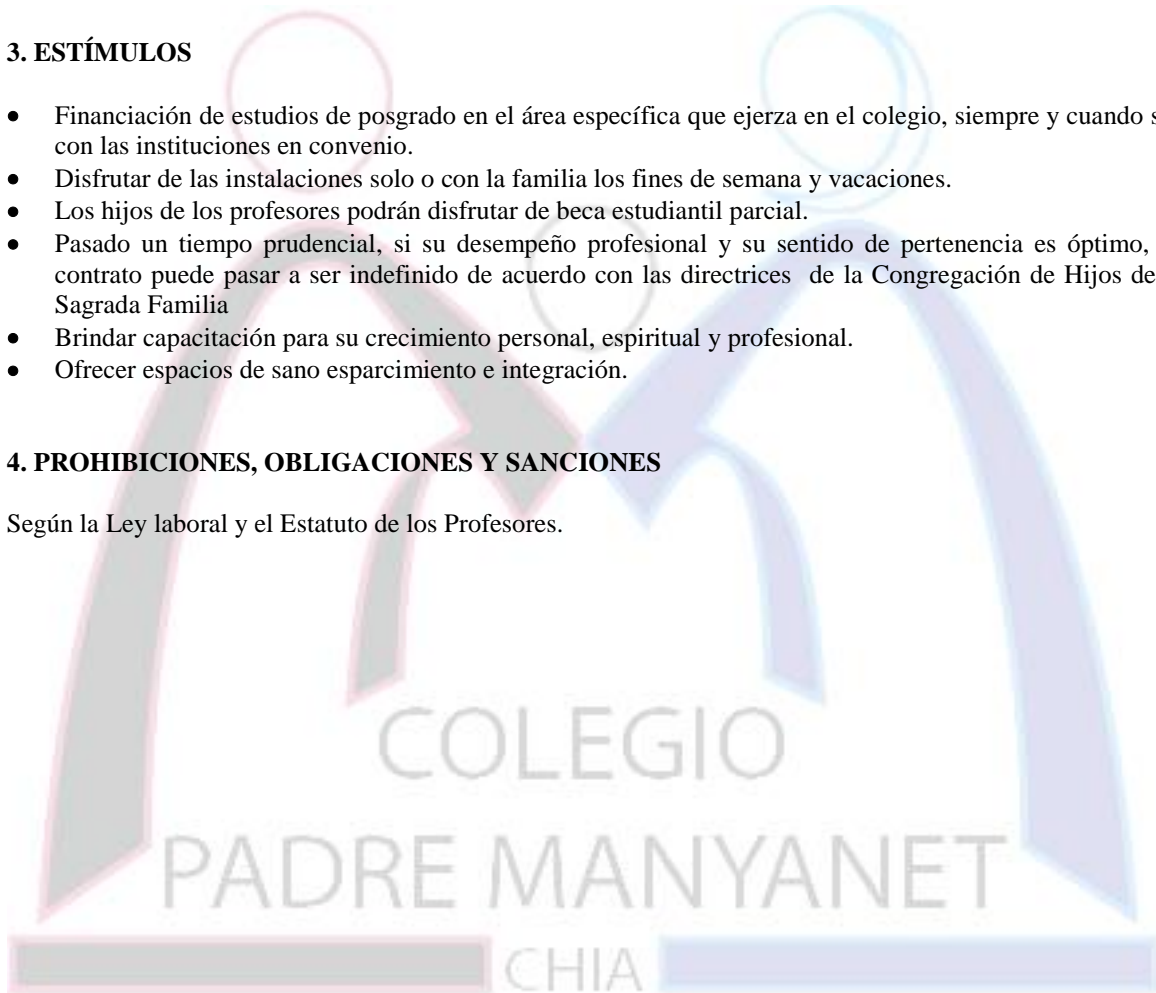 3. ESTÍMULOS
• Financiación de estudios de posgrado en el área específica que ejerza en el colegio, siempre y cuando
con las instituciones en convenio.
• Disfrutar de las instalaciones solo o con la familia los fines de semana y vacaciones.
• Los hijos de los profesores podrán disfrutar de beca estudiantil parcial.
• Pasado un tiempo prudencial, si su desempeño profesional y su sentido de pertenencia es óptimo,
contrato puede pasar a ser indefinido de acuerdo con las directrices de la Congregación de Hijos de
Sagrada Familia
• Brindar capacitación para su crecimiento personal, espiritual y profesional.
• Ofrecer espacios de sano esparcimiento e integración.
4. PROHIBICIONES, OBLIGACIONES Y SANCIONES
Según la Ley laboral y el Estatuto de los Profesores.
COLEGIO
PADRE MANYANET
CHIA